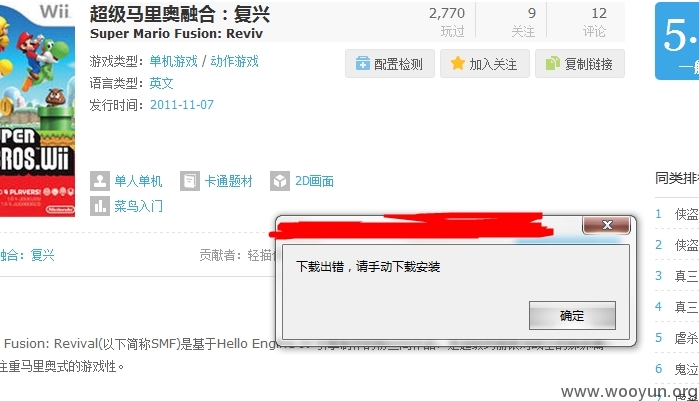 Wii
PER
BROS.Wii
4 PLAYERS!
Nintendo
超级马里奥融合：复兴
Super Mario Fusion: Reviv
2,770
玩过
9
关注
12
评论
游戏类型：单机游戏 / 动作游戏
语言类型：英文
发行时间：2011-11-07
配置检测
加入关注
复制链接
单人单机
卡通题材
2D画面
菜鸟入门
融合：复兴
贡献者：轻描
下载出错，请手动下载安装
确定
Fusion: Revival(以下简称SMF)是基于Hello Eng
注重马里奥式的游戏性。
5.
一般
同类排
1 侠盗
2 侠盗
3 真三
4 真三
5 虐杀
6 鬼泣
7
www.wooyun.org